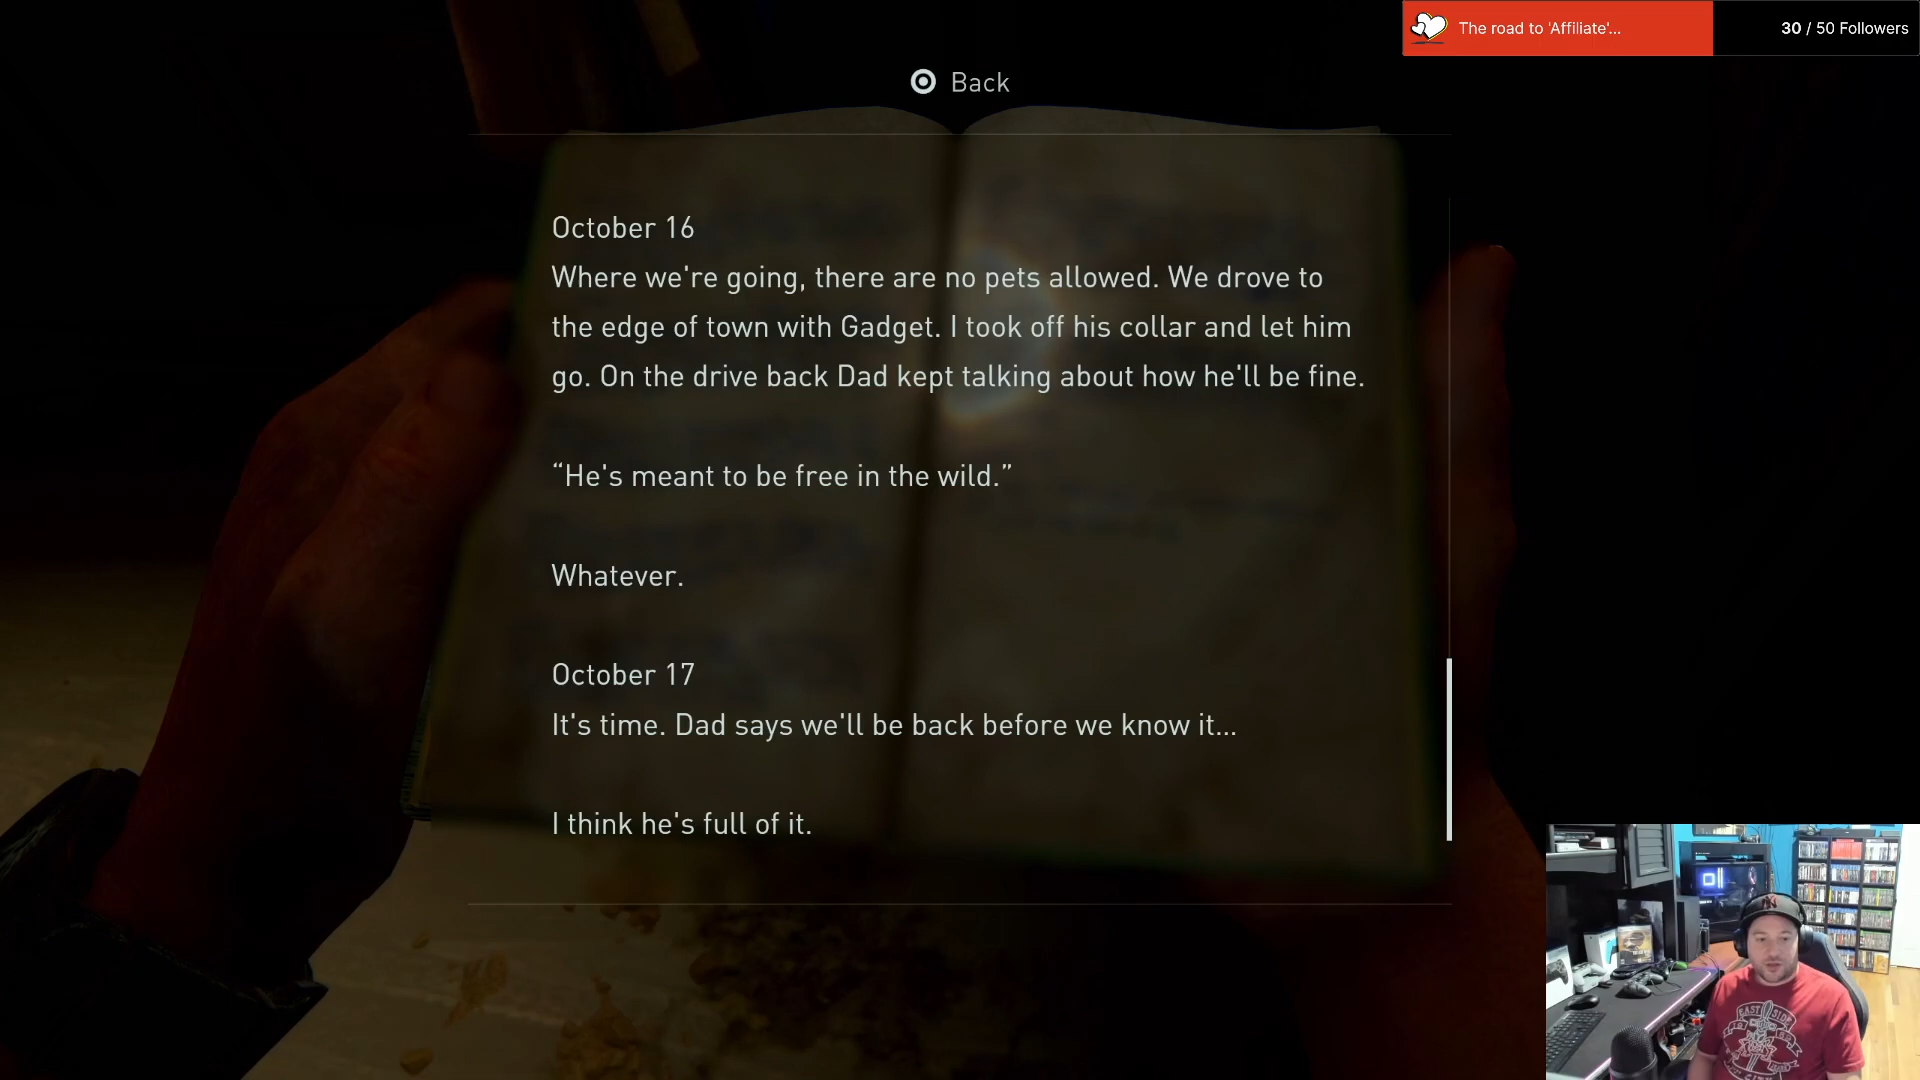 The road to 'Affiliate'...
30 / 50 Followers
Back
October 16
Where we're going, there are no pets allowed. We drove to
the edge of town with Gadget. I took off his collar and let him
go. On the drive back Dad kept talking about how he'll be fine.
“He's meant to be free in the wild.”
Whatever.
October 17
It's time. Dad says we'll be back before we know it...
I think he's full of it.
EAST SIDE